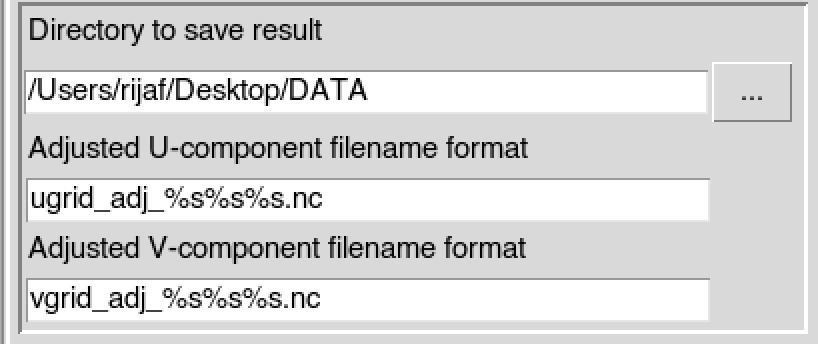 Directory to save result
/Users/rijaf/Desktop/DATA
...
Adjusted U-component filename format
ugrid_adj_%s%s%s.nc
Adjusted V-component filename format
vgrid_adj_%s%s%s.nc